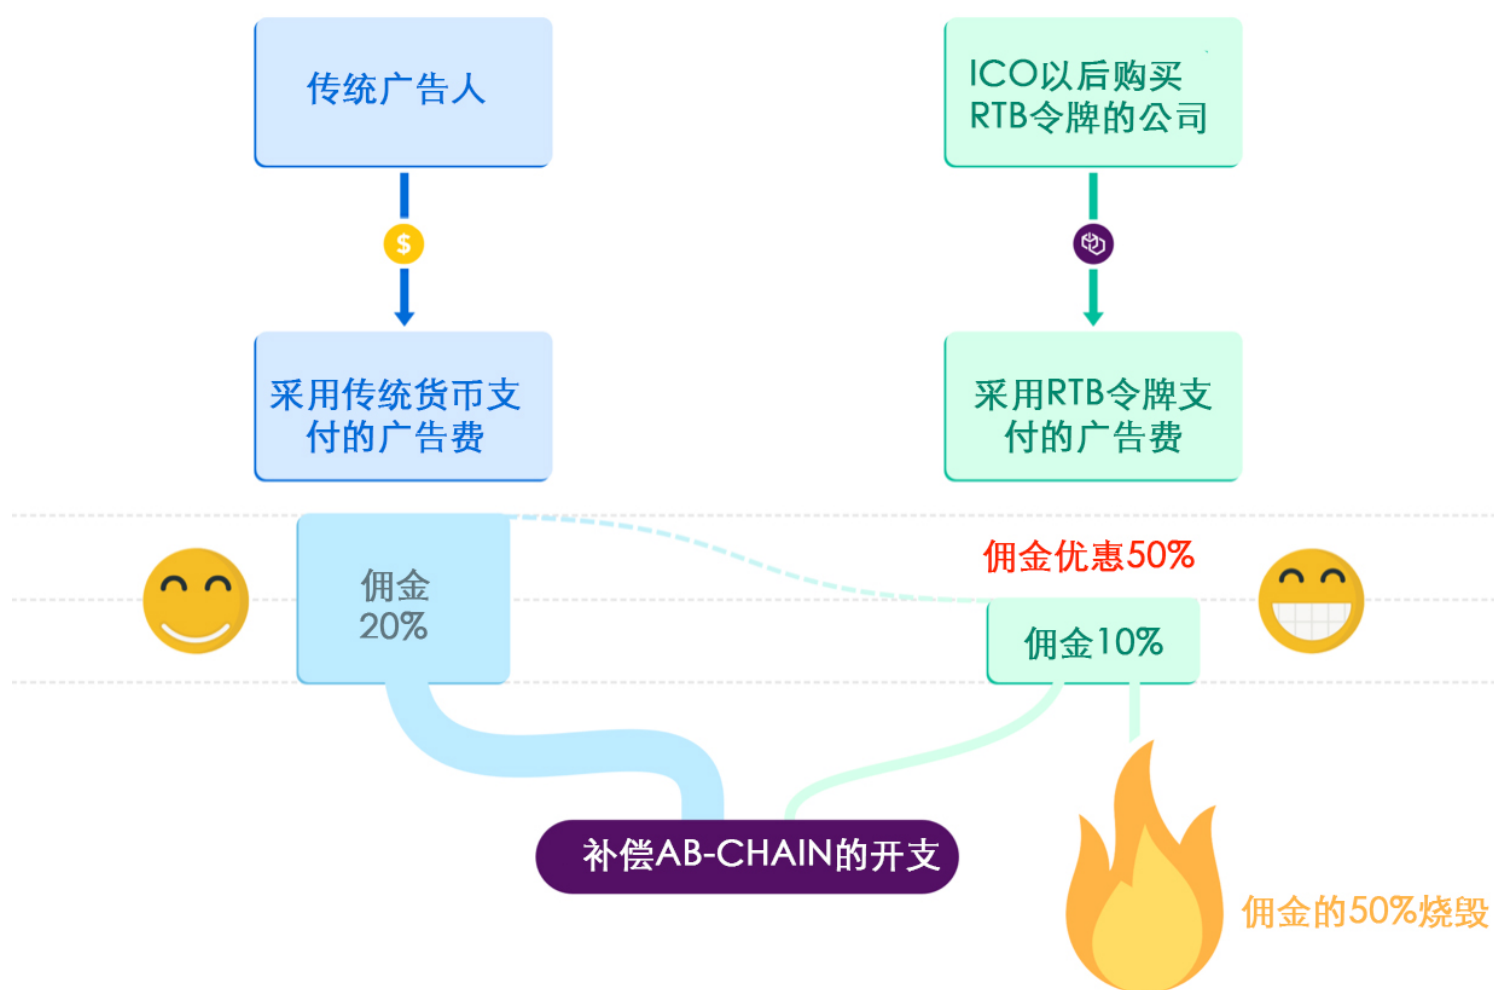 传统广告人
ICO以后购买
RTB令牌的公司
$
采用传统货币支
付的广告费
采用RTB令牌支
付的广告费
佣金优惠50%
佣金
20%
佣金10%
补偿AB-CHAIN的开支
佣金的50%烧毁